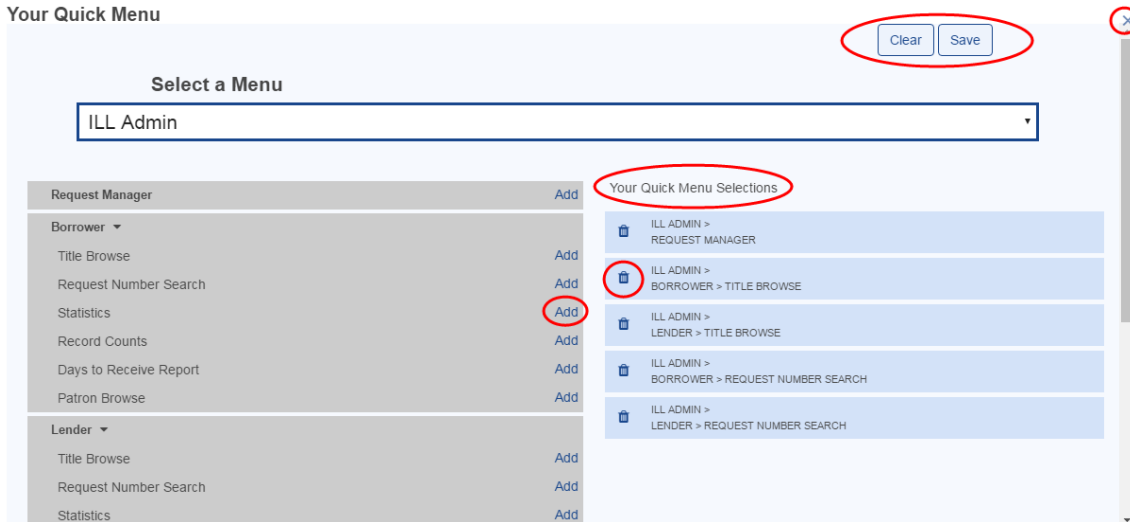 Your Quick Menu
Clear Save
Select a Menu
ILL Admin
Request Manager Add
Borrower
Title Browse Add
Request Number Search Add
Statistics Add
Record Counts Add
Days to Receive Report Add
Patron Browse Add
Lender
Title Browse Add
Request Number Search Add
Statistics Add
Your Quick Menu Selections
ILL ADMIN >
REQUEST MANAGER
ILL ADMIN >
BORROWER > TITLE BROWSE
ILL ADMIN >
LENDER > TITLE BROWSE
ILL ADMIN >
BORROWER > REQUEST NUMBER SEARCH
ILL ADMIN >
LENDER > REQUEST NUMBER SEARCH